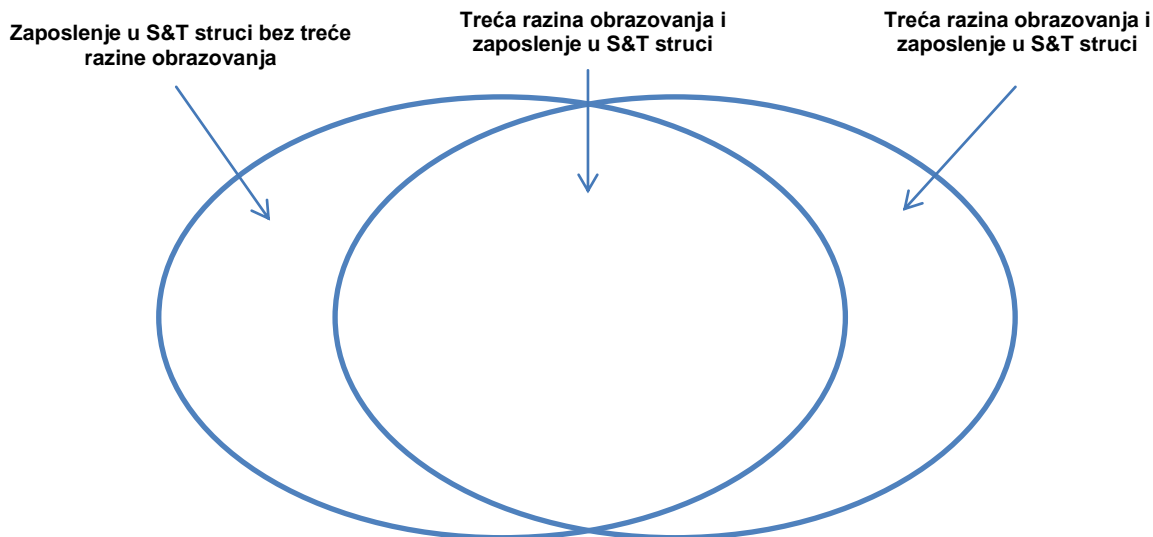 Zaposlenje u S&T struci bez treće
razine obrazovanja
Treća razina obrazovanja i
zaposlenje u S&T struci
Treća razina obrazovanja i
zaposlenje u S&T struci